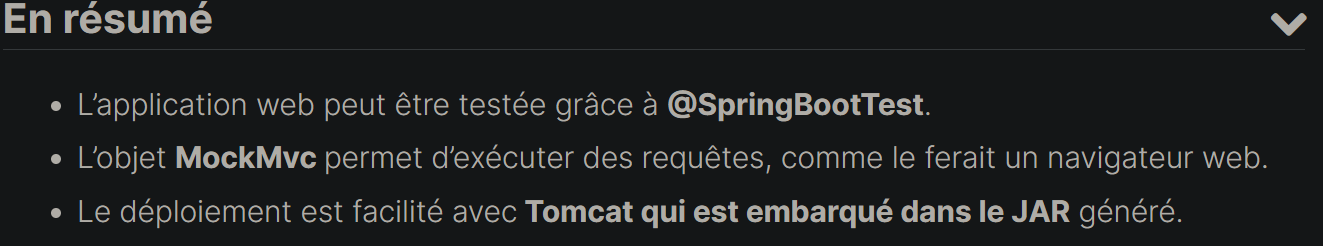 En résumé
• L’application web peut être testée grâce à @SpringBootTest.
• L’objet MockMvc permet d’exécuter des requêtes, comme le ferait un navigateur web.
• Le déploiement est facilité avec Tomcat qui est embarqué dans le JAR généré.